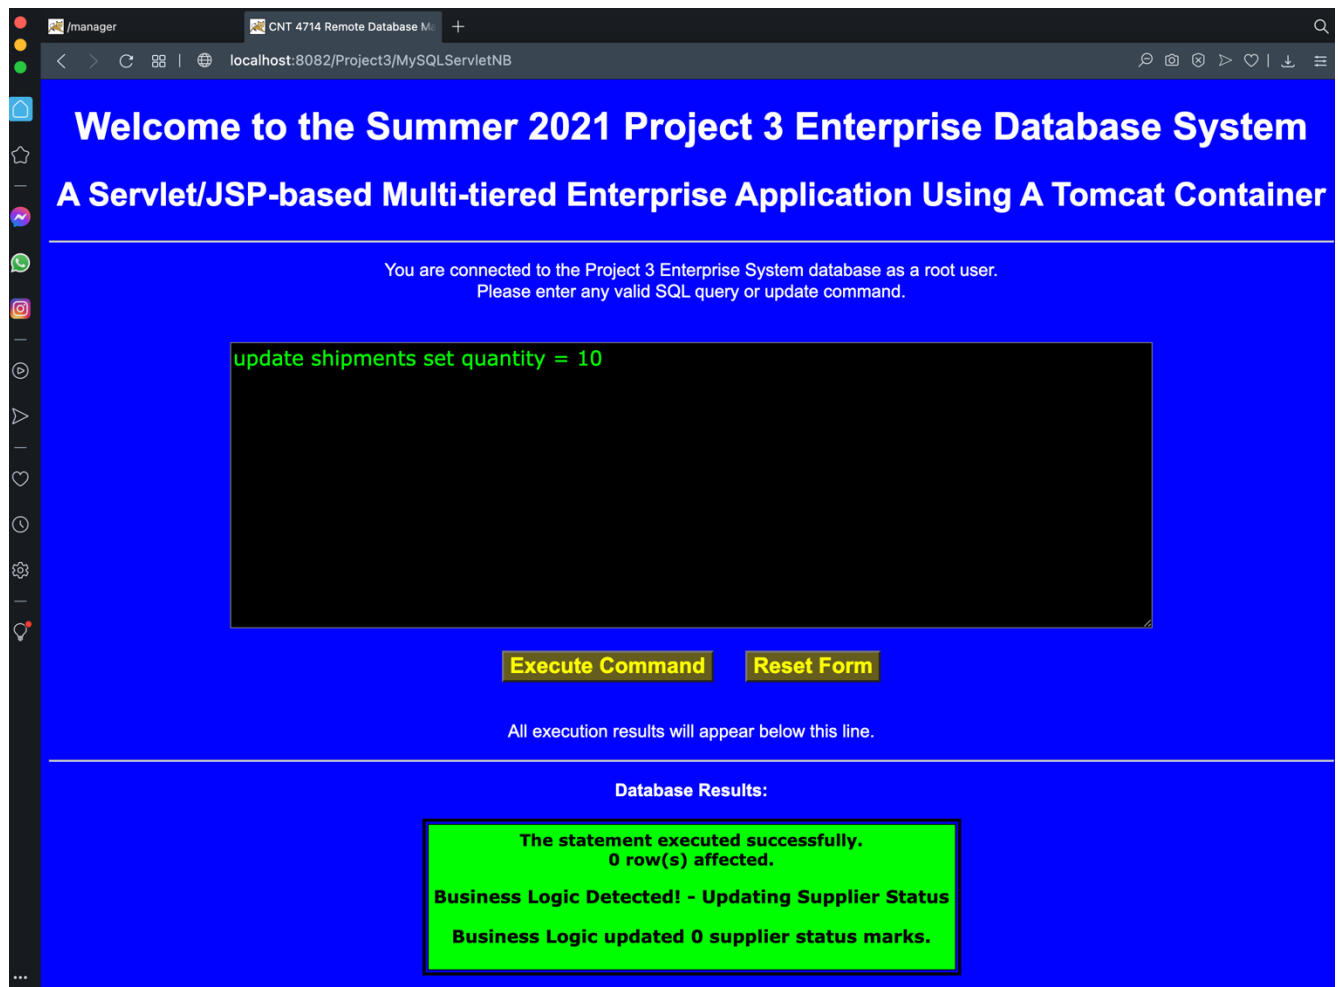 /manager
CNT 4714 Remote Database Ma
localhost:8082/Project3/MySQLServletNB
Welcome to the Summer 2021 Project 3 Enterprise Database System
A Servlet/JSP-based Multi-tiered Enterprise Application Using A Tomcat Container
You are connected to the Project 3 Enterprise System database as a root user.
Please enter any valid SQL query or update command.
update shipments set quantity = 10
Execute Command Reset Form
All execution results will appear below this line.
Database Results:
The statement executed successfully.
0 row(s) affected.
Business Logic Detected! - Updating Supplier Status
Business Logic updated 0 supplier status marks.